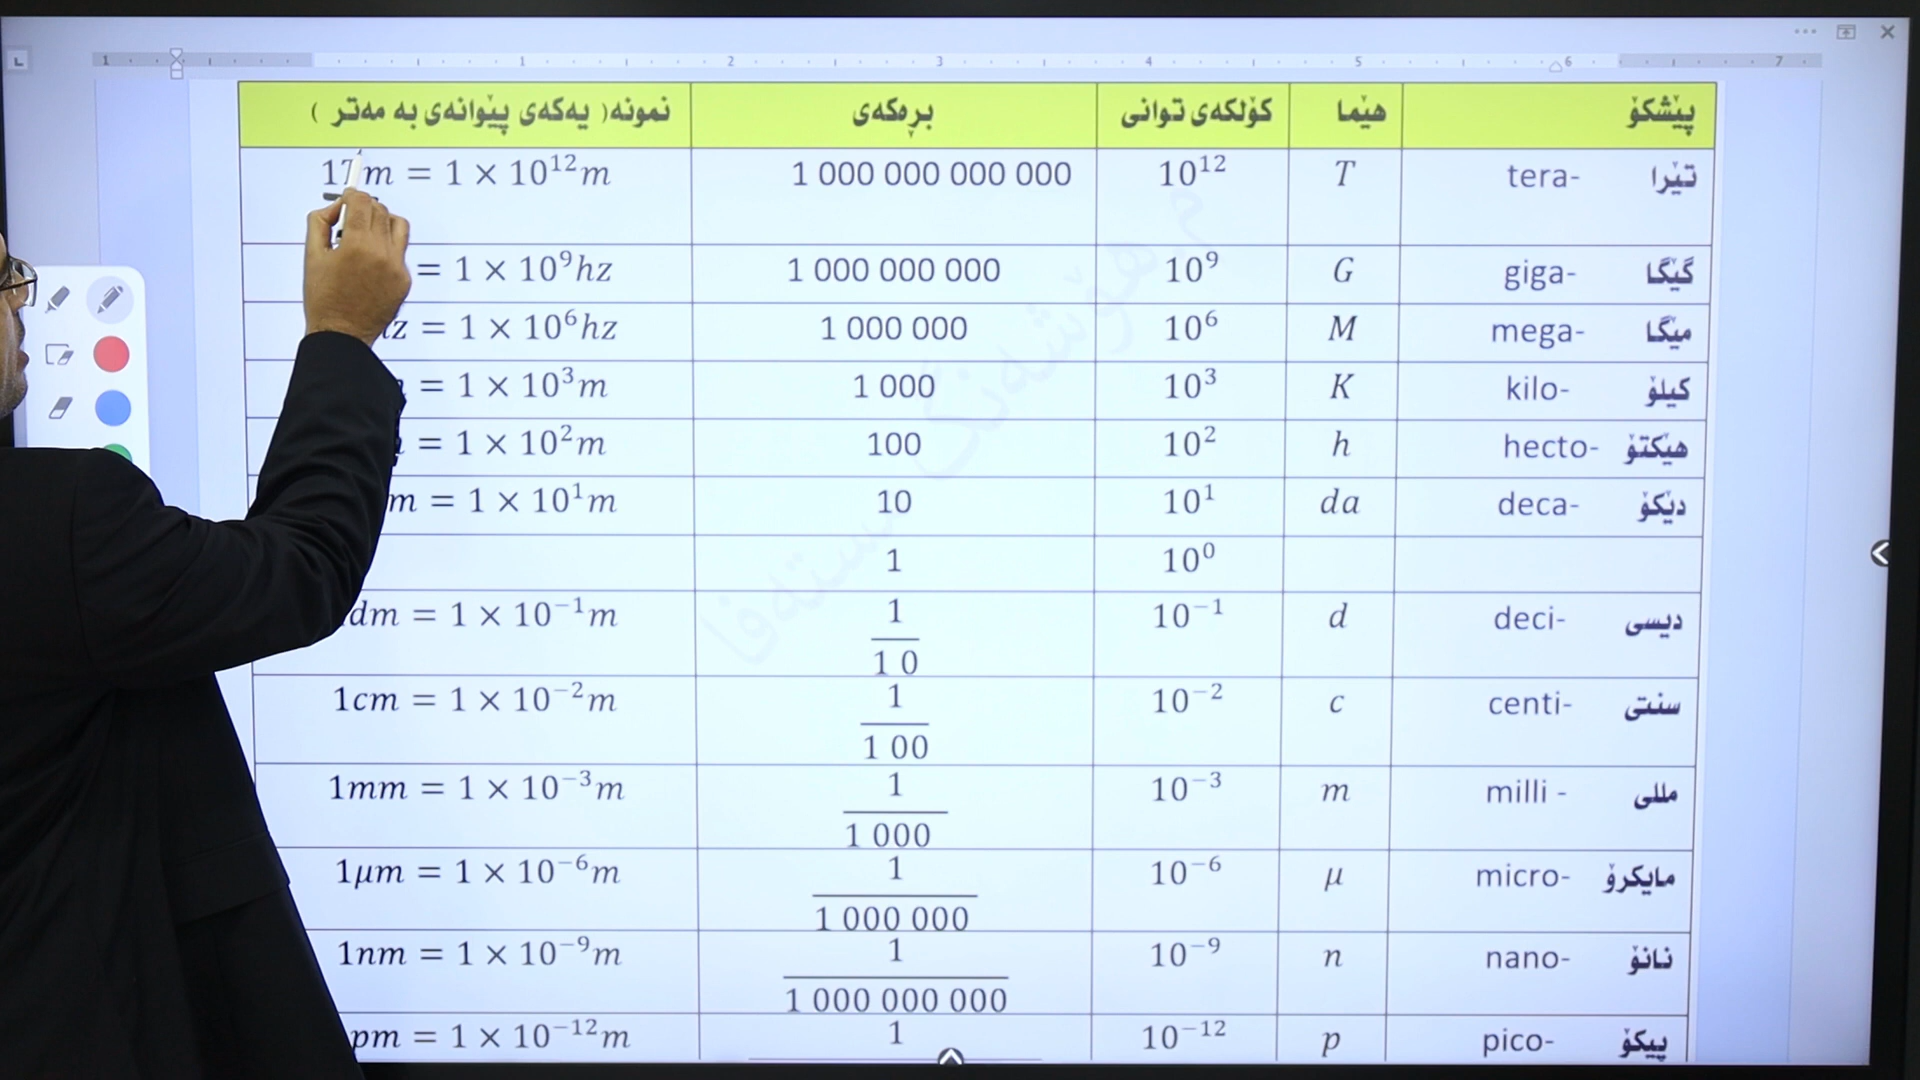 پێشکۆ هێما کۆلکەی توانی بڕەکەی نمونە( یەکەی پێوانەی بە مەتر )
تێرا tera- T 10¹² 1 000 000 000 000 m = 1 × 10¹²m
گێگا giga- G 10⁹ 1 000 000 000 = 1 × 10⁹hz
مێگا mega- M 10⁶ 1 000 000 z = 1 × 10⁶hz
کیلۆ kilo- K 10³ 1 000 = 1 × 10³m
هێکتۆ hecto- h 10² 100 = 1 × 10²m
دێکۆ deca- da 10¹ 10 m = 1 × 10¹m
10⁰ 1
دیسی deci- d 10⁻¹ 1/10 dm = 1 × 10⁻¹m
سنتی centi- c 10⁻² 1/100 1cm = 1 × 10⁻²m
مللی milli - m 10⁻³ 1/1 000 1mm = 1 × 10⁻³m
مایکرۆ micro- μ 10⁻⁶ 1/1 000 000 1μm = 1 × 10⁻⁶m
نانۆ nano- n 10⁻⁹ 1/1 000 000 000 1nm = 1 × 10⁻⁹m
پیکۆ pico- p 10⁻¹² 1 pm = 1 × 10⁻¹²m